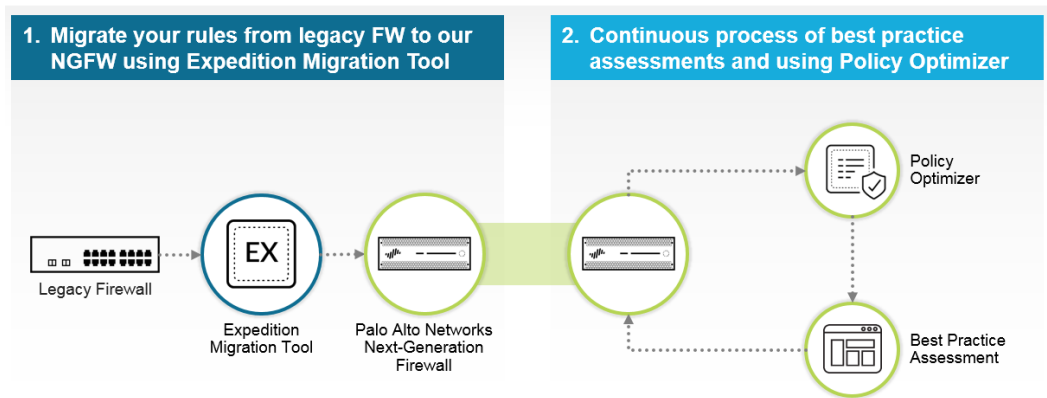 1. Migrate your rules from legacy FW to our
NGFW using Expedition Migration Tool
2. Continuous process of best practice
assessments and using Policy Optimizer
Legacy Firewall
EX
Expedition
Migration Tool
Palo Alto Networks
Next-Generation
Firewall
Policy
Optimizer
Best Practice
Assessment